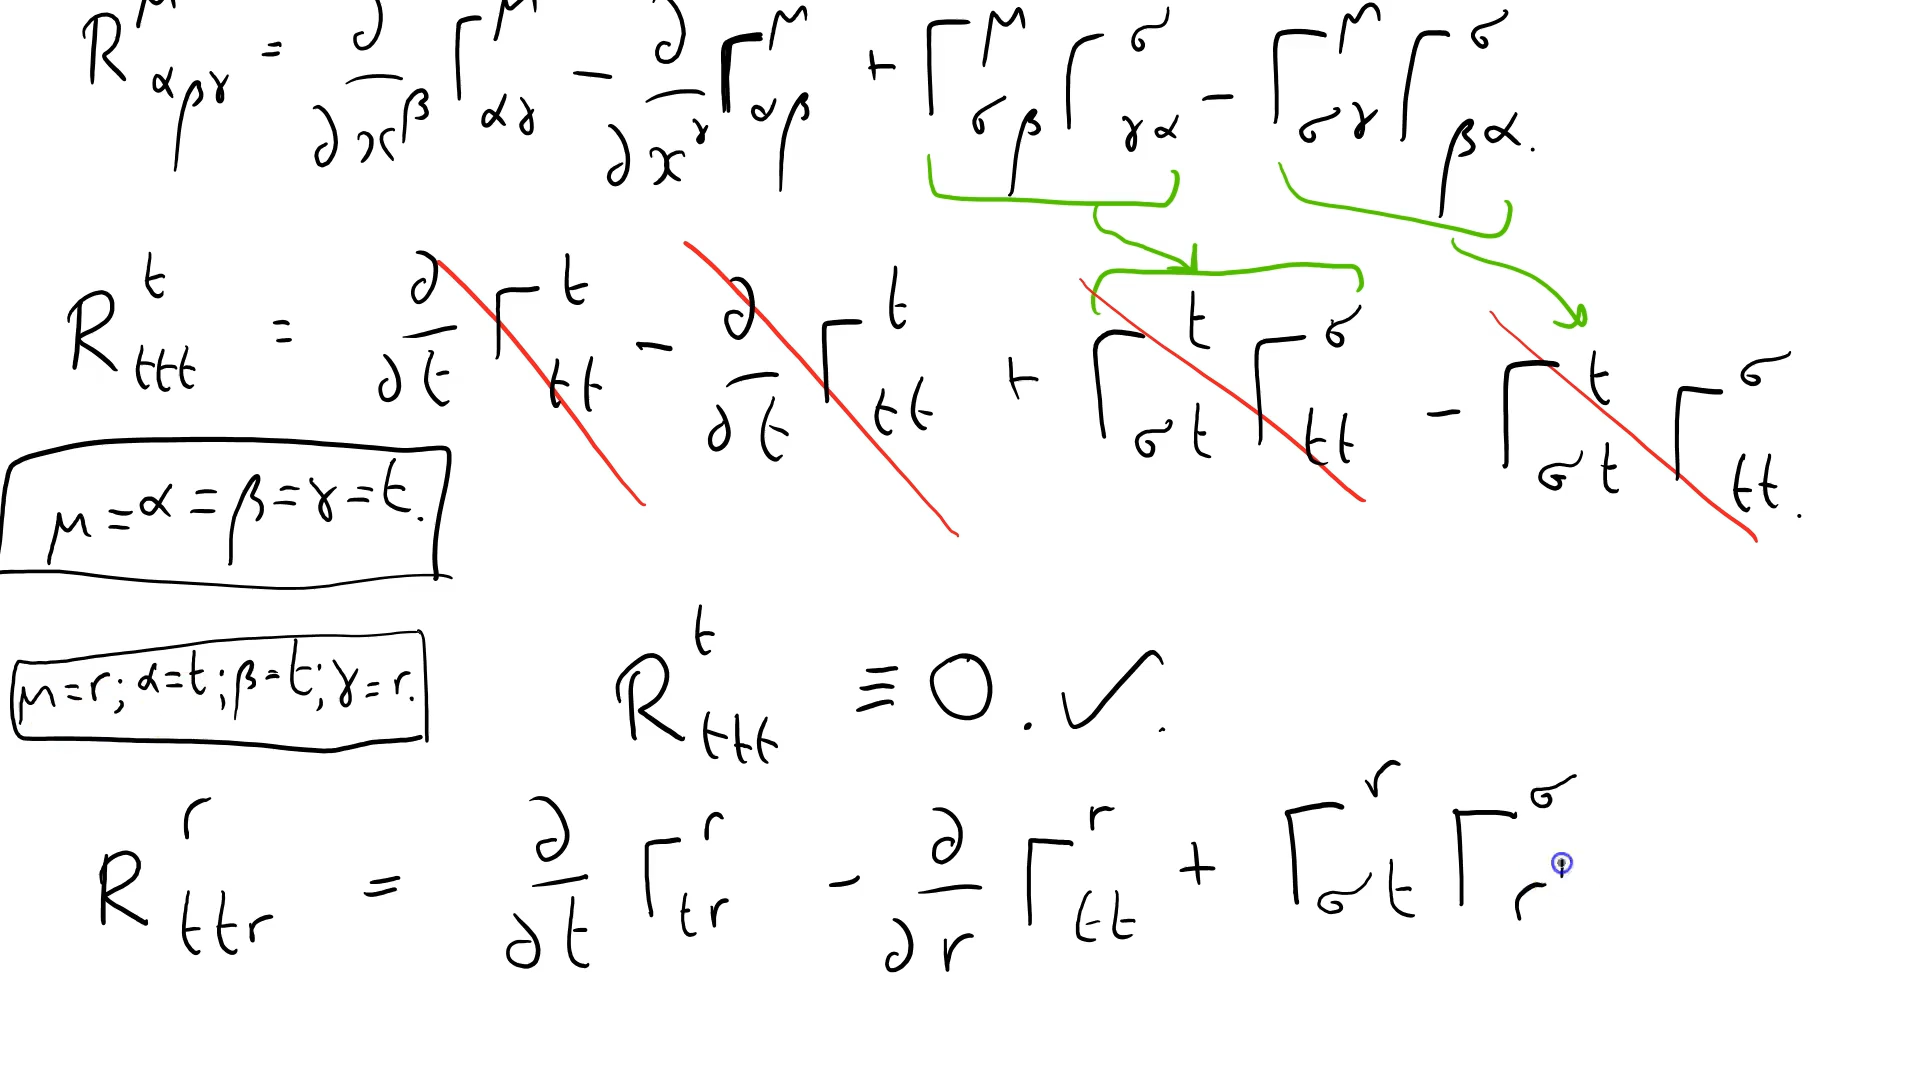 R^μ_{αβγ} = ∂/∂x^β Γ^μ_{αγ} − ∂/∂x^γ Γ^μ_{αβ} + Γ^μ_{σβ} Γ^σ_{γα} − Γ^μ_{σγ} Γ^σ_{βα}.
R^t_{ttt} = ∂/∂t Γ^t_{tt} − ∂/∂t Γ^t_{tt} + Γ^t_{σt} Γ^σ_{tt} − Γ^t_{σt} Γ^σ_{tt}.
μ = α = β = γ = t.
μ=r; α=t; β=t; γ=r.
R^t_{ttt} ≡ 0. ✓.
R^r_{ttr} = ∂/∂t Γ^r_{tr} − ∂/∂r Γ^r_{tt} + Γ^r_{σt} Γ^σ_r